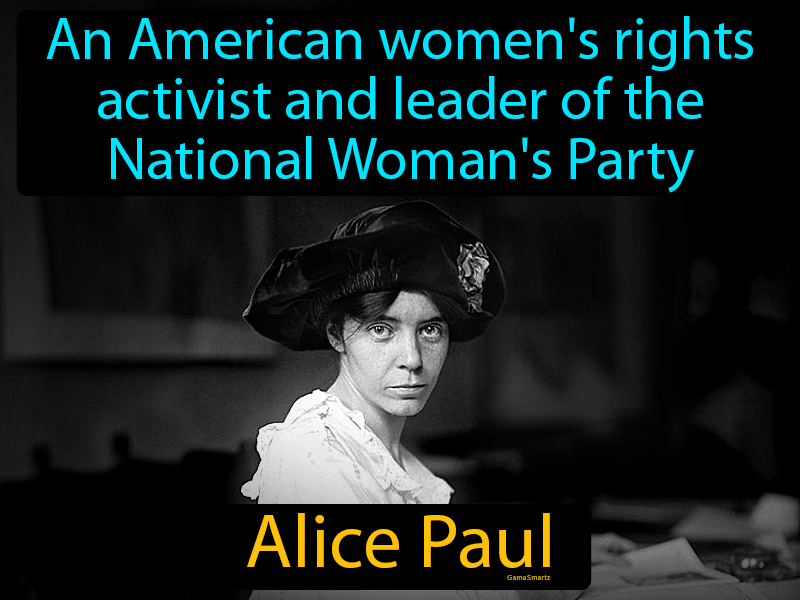 An American women's rights
activist and leader of the
National Woman's Party
Alice Paul
GameSmartz